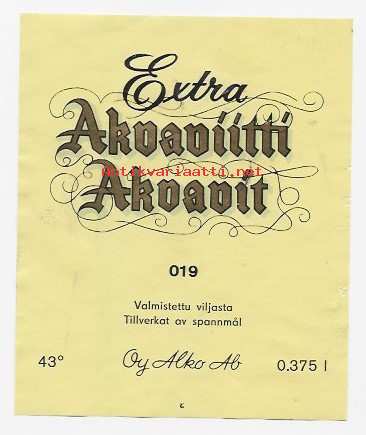 Extra
Akvaviitti
antikvariaatti.net
Akvavit
019
Valmistettu viljasta
Tillverkat av spannmål
43° Oy Alko Ab 0.375 l